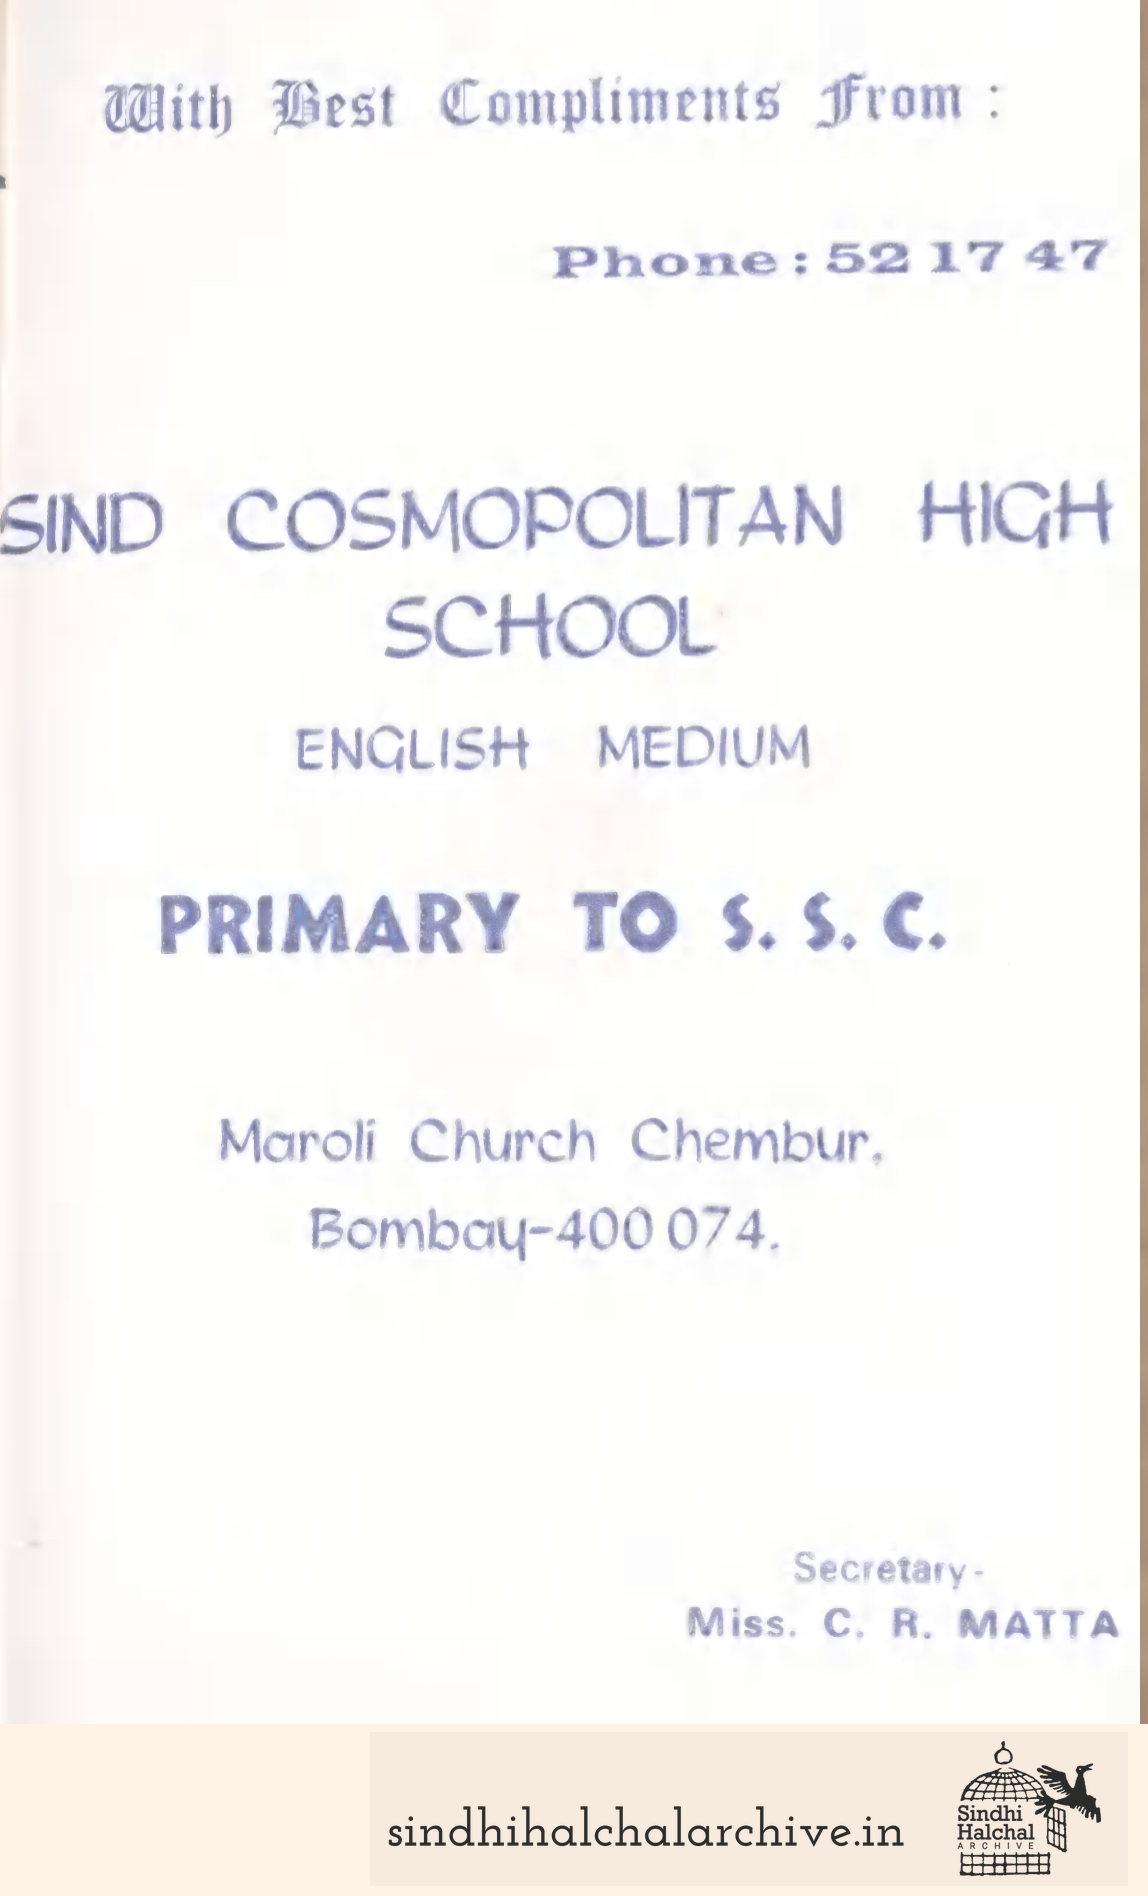 With Best Compliments From :
Phone : 52 17 47
SIND COSMOPOLITAN HIGH
SCHOOL
ENGLISH MEDIUM
PRIMARY TO S. S. C.
Maroli Church Chembur.
Bombay-400 074.
Secretary-
Miss. C. R. MATTA
sindhihalchalarchive.in
Sindhi
Halchal
ARCHIVE